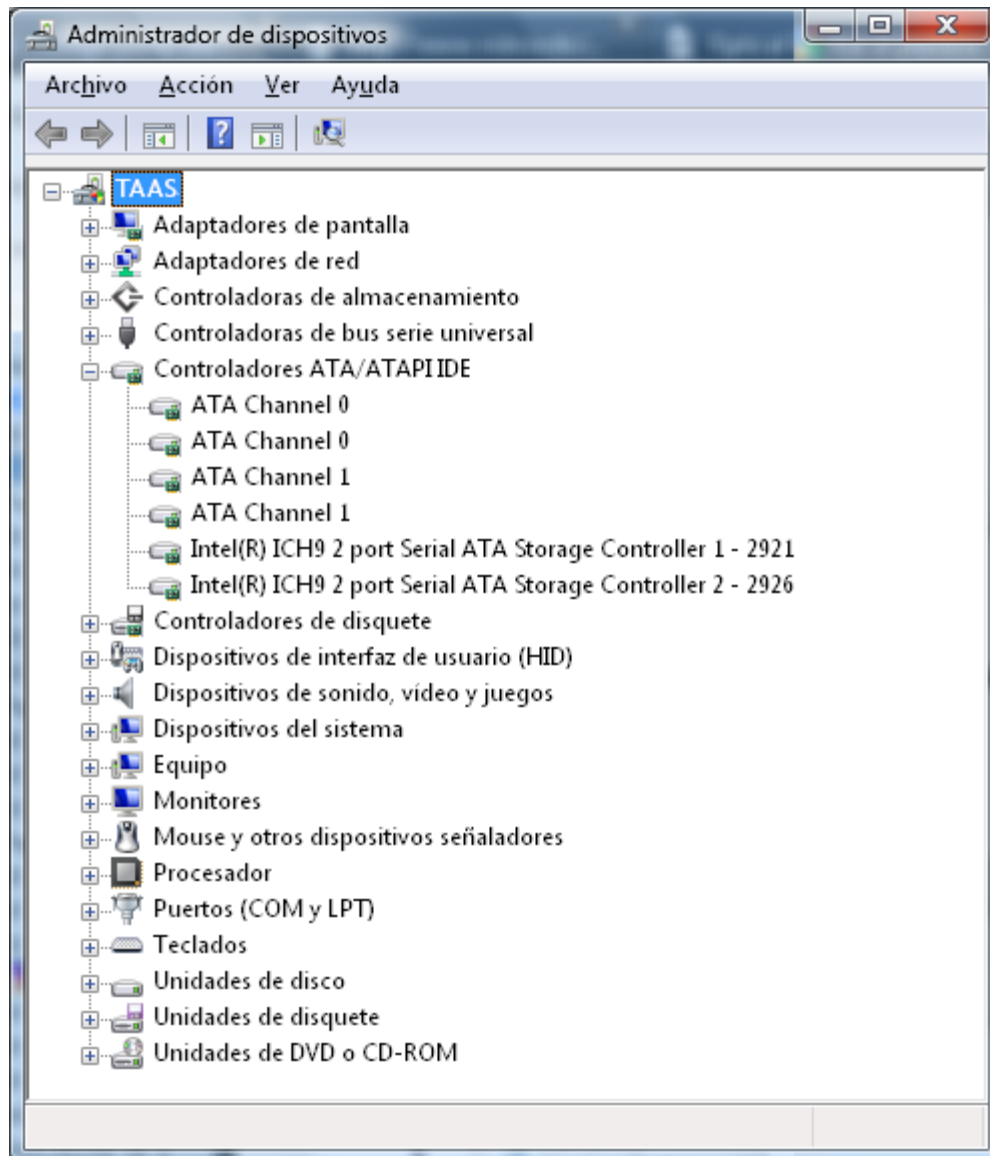 Administrador de dispositivos
Archivo Acción Ver Ayuda
TAAS
Adaptadores de pantalla
Adaptadores de red
Controladoras de almacenamiento
Controladoras de bus serie universal
Controladores ATA/ATAPI IDE
ATA Channel 0
ATA Channel 0
ATA Channel 1
ATA Channel 1
Intel(R) ICH9 2 port Serial ATA Storage Controller 1 - 2921
Intel(R) ICH9 2 port Serial ATA Storage Controller 2 - 2926
Controladores de disquete
Dispositivos de interfaz de usuario (HID)
Dispositivos de sonido, vídeo y juegos
Dispositivos del sistema
Equipo
Monitores
Mouse y otros dispositivos señaladores
Procesador
Puertos (COM y LPT)
Teclados
Unidades de disco
Unidades de disquete
Unidades de DVD o CD-ROM